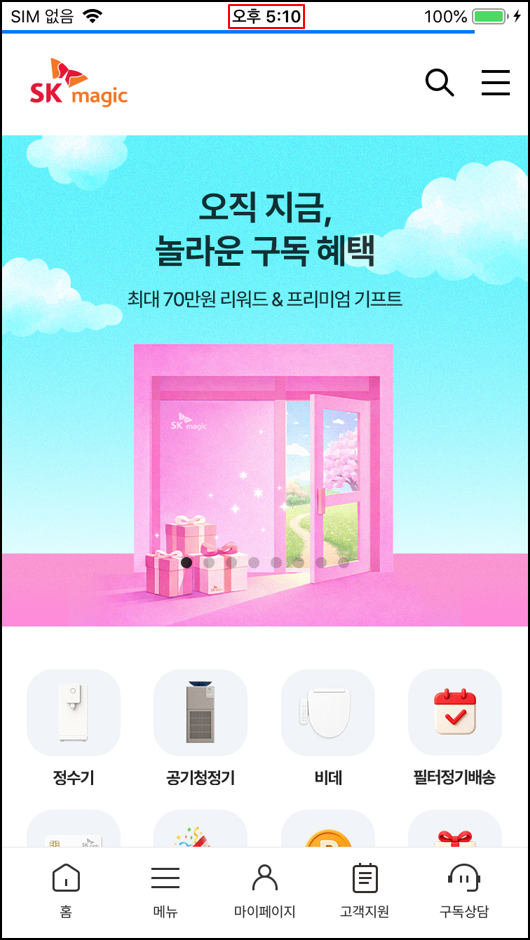 SIM 없음
오후 5:10
100%
SK magic
오직 지금,
놀라운 구독 혜택
최대 70만원 리워드 & 프리미엄 기프트
SK magic
정수기
공기청정기
비데
필터정기배송
홈
메뉴
마이페이지
고객지원
구독상담